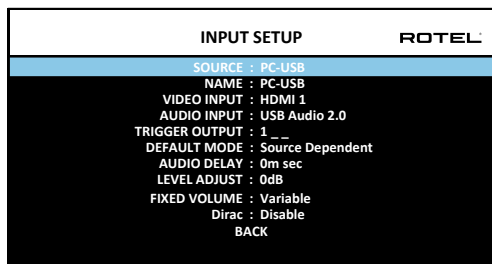 INPUT SETUP ROTEL
SOURCE : PC-USB
NAME : PC-USB
VIDEO INPUT : HDMI 1
AUDIO INPUT : USB Audio 2.0
TRIGGER OUTPUT : 1 _ _
DEFAULT MODE : Source Dependent
AUDIO DELAY : 0m sec
LEVEL ADJUST : 0dB
FIXED VOLUME : Variable
Dirac : Disable
BACK